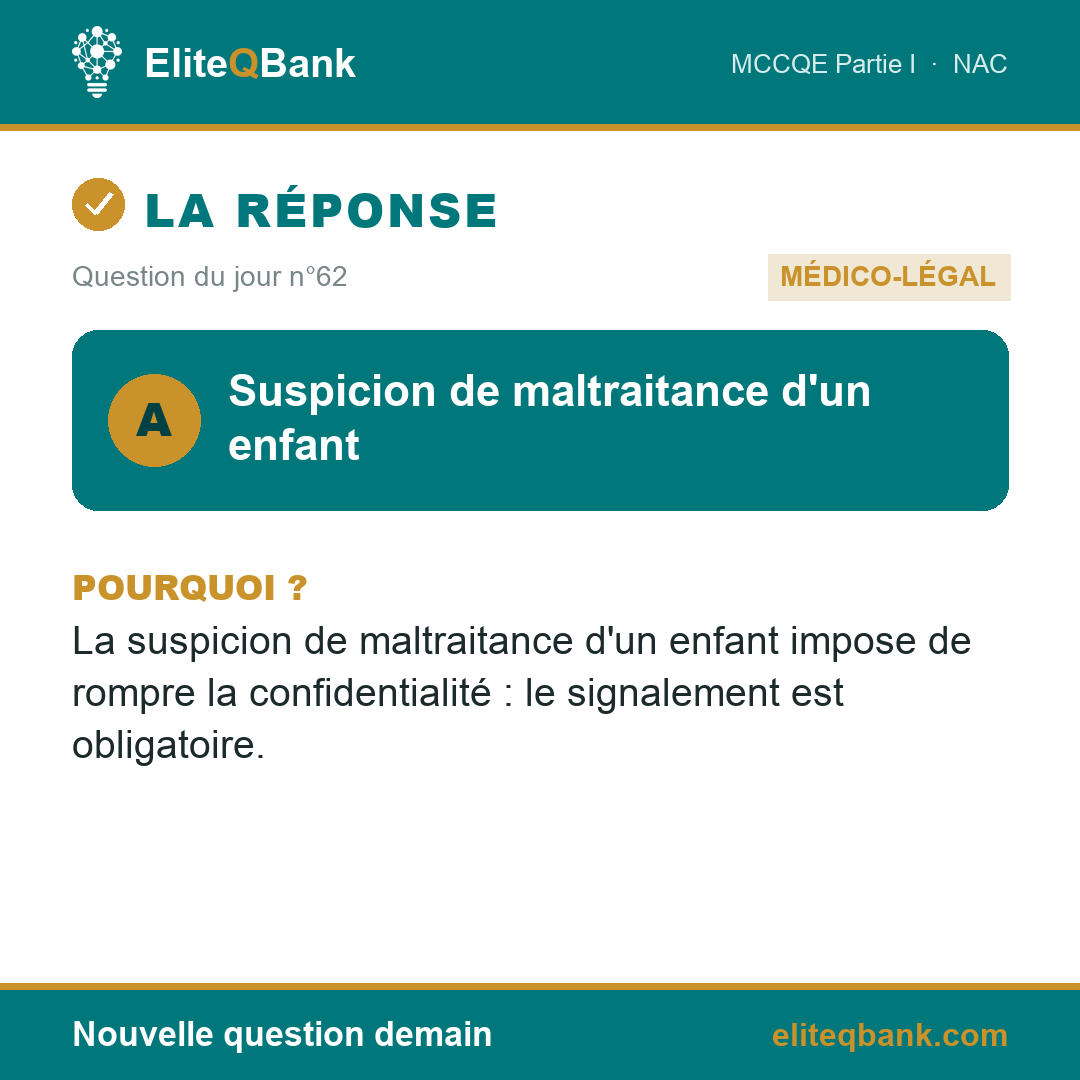 EliteQBank
MCCQE Partie I · NAC
LA RÉPONSE
Question du jour n°62
MÉDICO-LÉGAL
A
Suspicion de maltraitance d'un
enfant
POURQUOI ?
La suspicion de maltraitance d'un enfant impose de
rompre la confidentialité : le signalement est
obligatoire.
Nouvelle question demain
eliteqbank.com